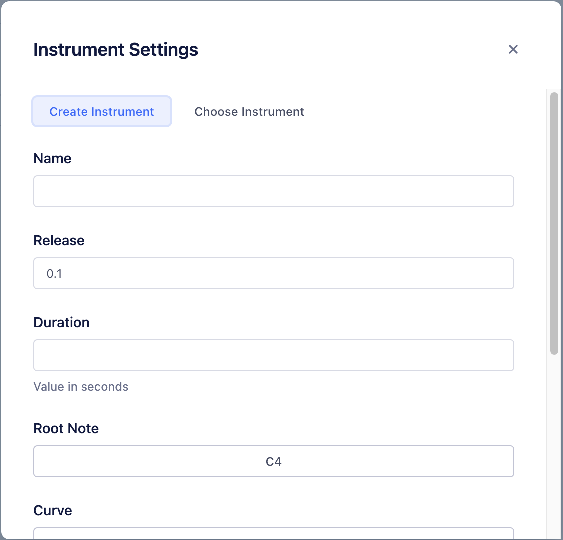 Instrument Settings
Create Instrument
Choose Instrument
Name
Release
0.1
Duration
Value in seconds
Root Note
C4
Curve